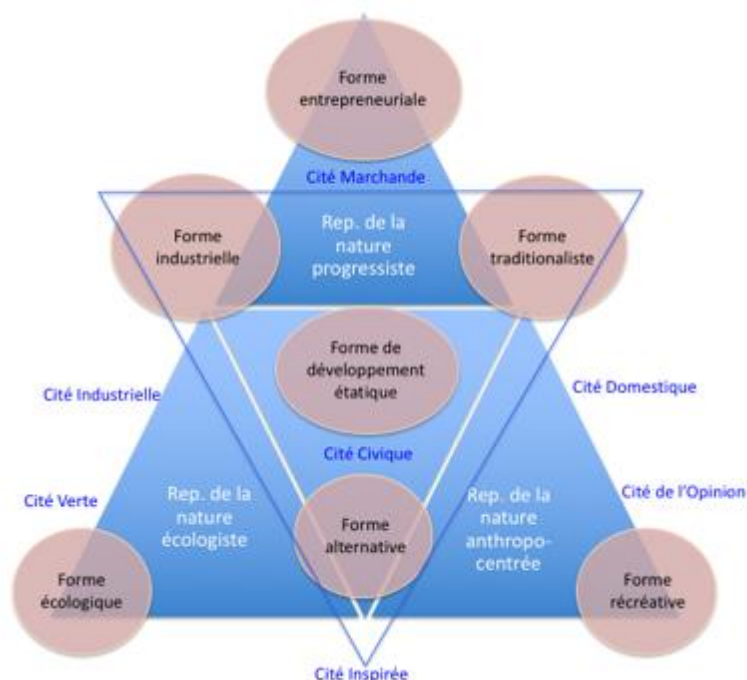 Forme
entrepreneuriale
Cité Marchande
Forme
industrielle
Rep. de la
nature
progressiste
Forme
traditionaliste
Forme de
développement
étatique
Cité Industrielle
Cité Domestique
Cité Civique
Cité Verte
Rep. de la
nature
écologiste
Forme
alternative
Rep. de la
nature
anthropo-
centrée
Cité de l'Opinion
Forme
écologique
Forme
récréative
Cité Inspirée